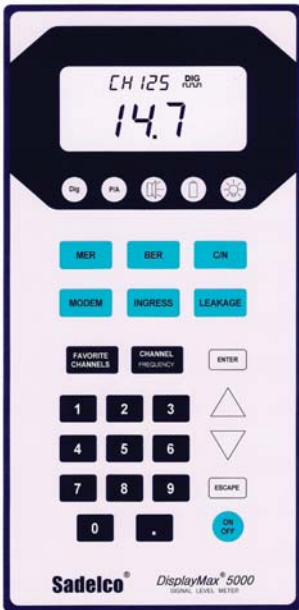 CH 125 DIG
14.7
Dig P/A
MER BER C/N
MODEM INGRESS LEAKAGE
FAVORITE CHANNELS
CHANNEL FREQUENCY
ENTER
1 2 3
4 5 6
7 8 9
ESCAPE
0 .
ON OFF
Sadelco® DisplayMax® 5000
SIGNAL LEVEL METER